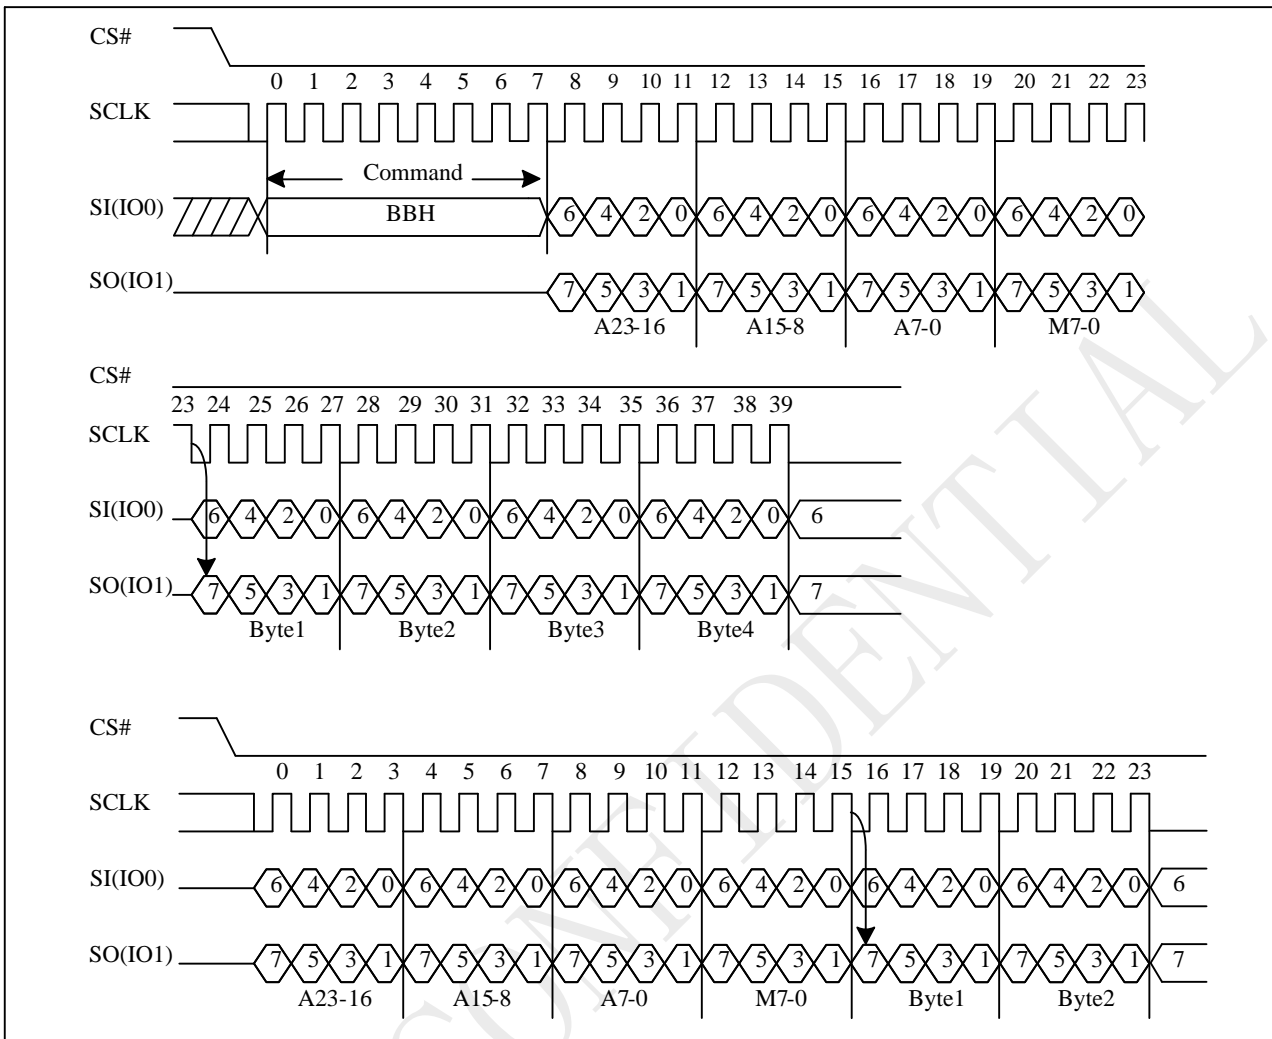 CS#
0 1 2 3 4 5 6 7 8 9 10 11 12 13 14 15 16 17 18 19 20 21 22 23
SCLK
Command
SI(IO0) BBH 6 4 2 0 6 4 2 0 6 4 2 0 6 4 2 0
SO(IO1) 7 5 3 1 7 5 3 1 7 5 3 1 7 5 3 1
A23-16 A15-8 A7-0 M7-0
CS#
23 24 25 26 27 28 29 30 31 32 33 34 35 36 37 38 39
SCLK
SI(IO0) 6 4 2 0 6 4 2 0 6 4 2 0 6 4 2 0 6
SO(IO1) 7 5 3 1 7 5 3 1 7 5 3 1 7 5 3 1 7
Byte1 Byte2 Byte3 Byte4
CS#
0 1 2 3 4 5 6 7 8 9 10 11 12 13 14 15 16 17 18 19 20 21 22 23
SCLK
SI(IO0) 6 4 2 0 6 4 2 0 6 4 2 0 6 4 2 0 6 4 2 0 6 4 2 0 6
SO(IO1) 7 5 3 1 7 5 3 1 7 5 3 1 7 5 3 1 7 5 3 1 7 5 3 1 7
A23-16 A15-8 A7-0 M7-0 Byte1 Byte2
CONFIDENTIAL